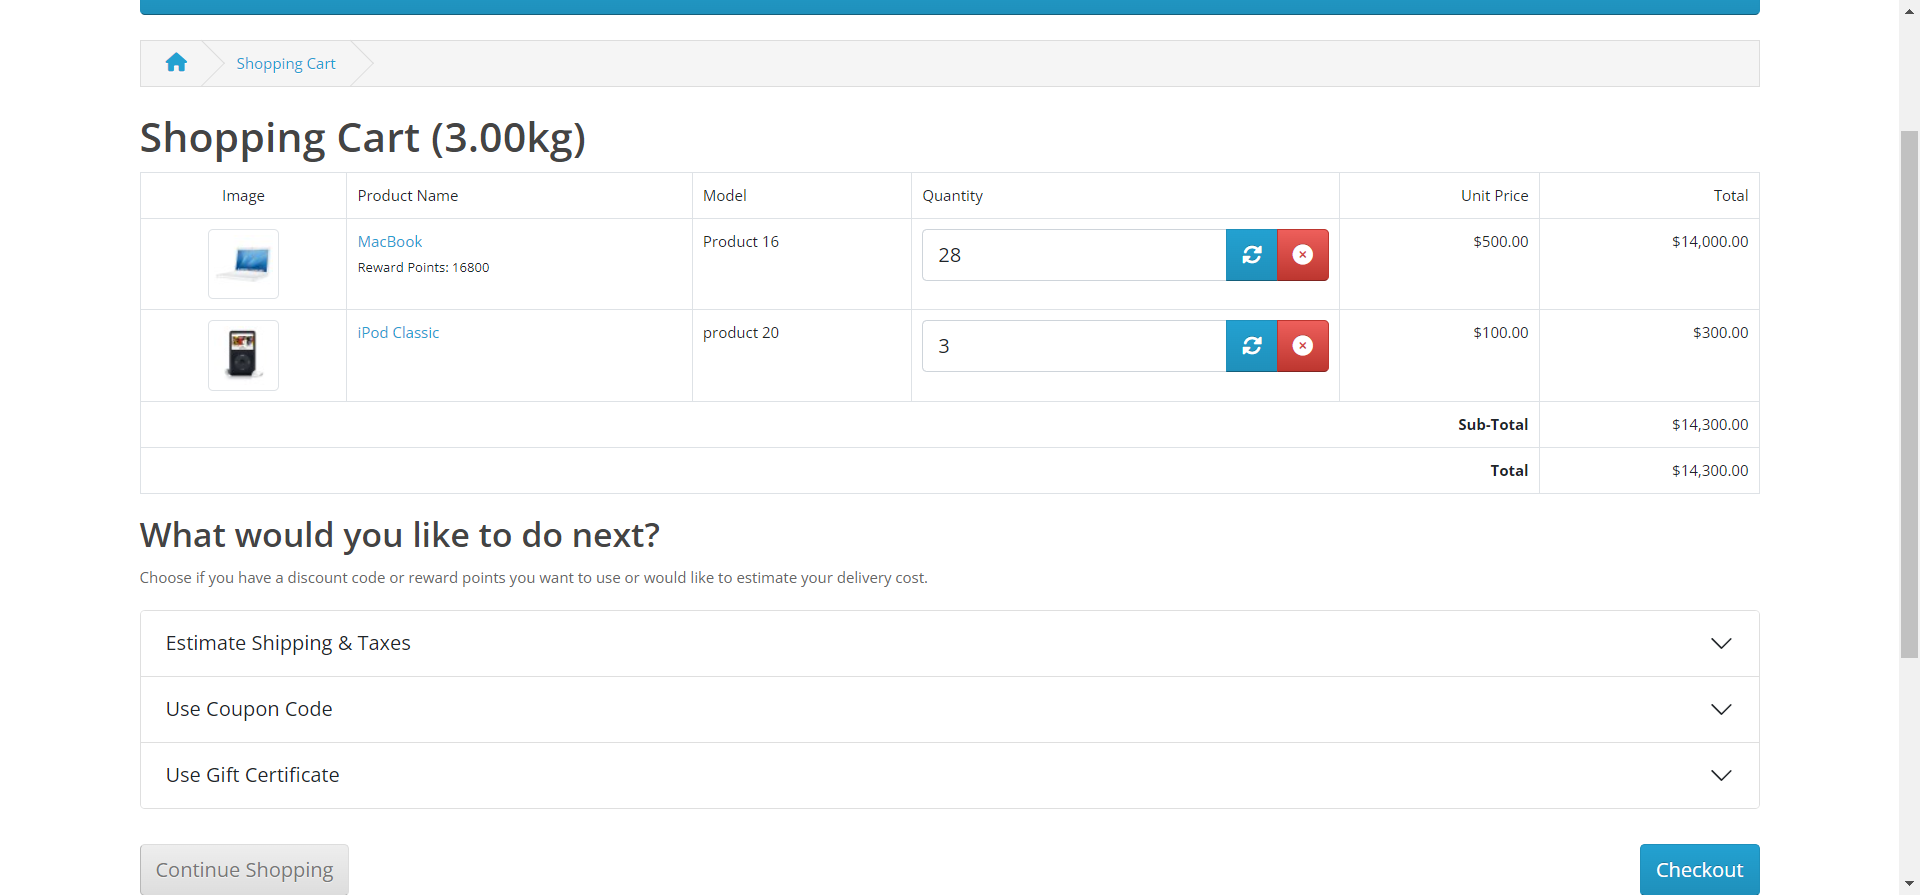 Shopping Cart
Shopping Cart (3.00kg)
Image Product Name Model Quantity Unit Price Total
MacBook Product 16 28 $500.00 $14,000.00
Reward Points: 16800
iPod Classic product 20 3 $100.00 $300.00
Sub-Total $14,300.00
Total $14,300.00
What would you like to do next?
Choose if you have a discount code or reward points you want to use or would like to estimate your delivery cost.
Estimate Shipping & Taxes
Use Coupon Code
Use Gift Certificate
Continue Shopping Checkout